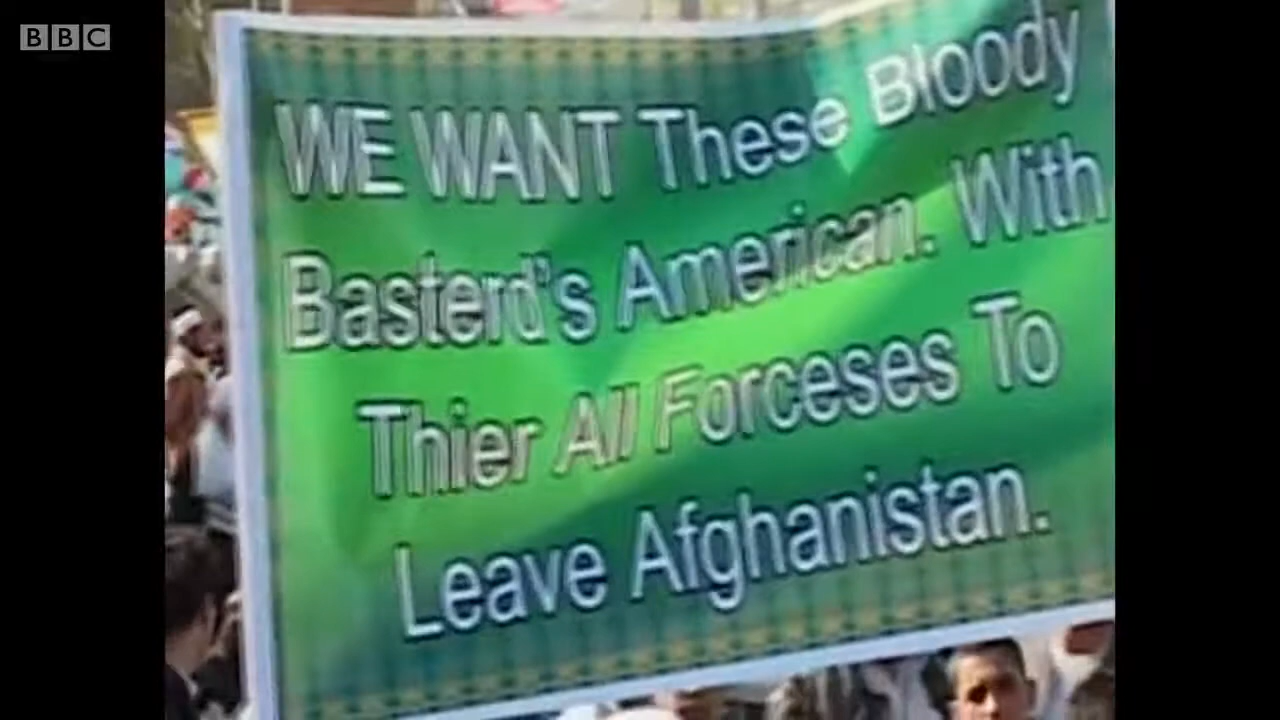 BBC
WE WANT These Bloody
Basterd's American. With
Thier All Forceses To
Leave Afghanistan.